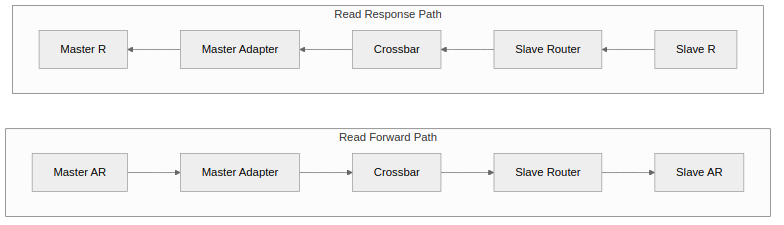 Read Response Path
Master R
Master Adapter
Crossbar
Slave Router
Slave R
Read Forward Path
Master AR
Master Adapter
Crossbar
Slave Router
Slave AR